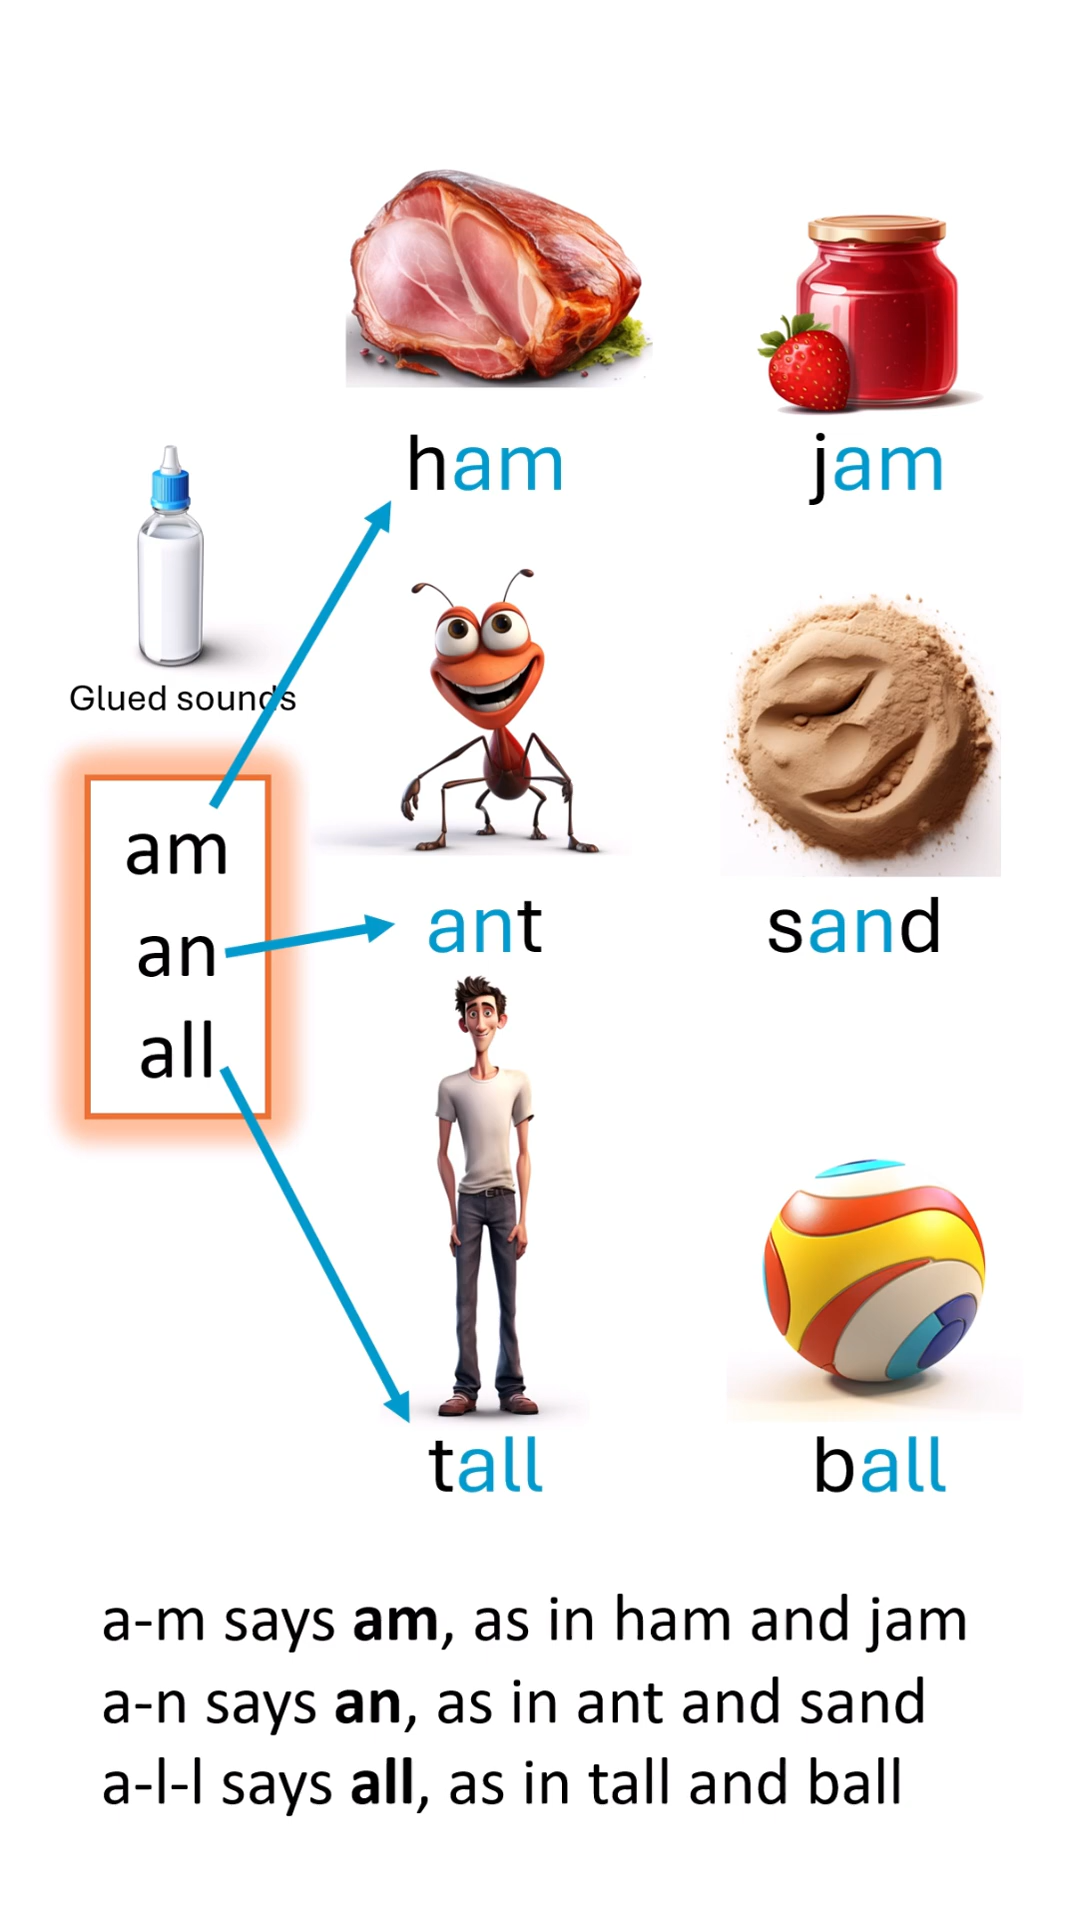 ham
jam
Glued sounds
am
an
all
ant
sand
tall
ball
a-m says am, as in ham and jam
a-n says an, as in ant and sand
a-l-l says all, as in tall and ball